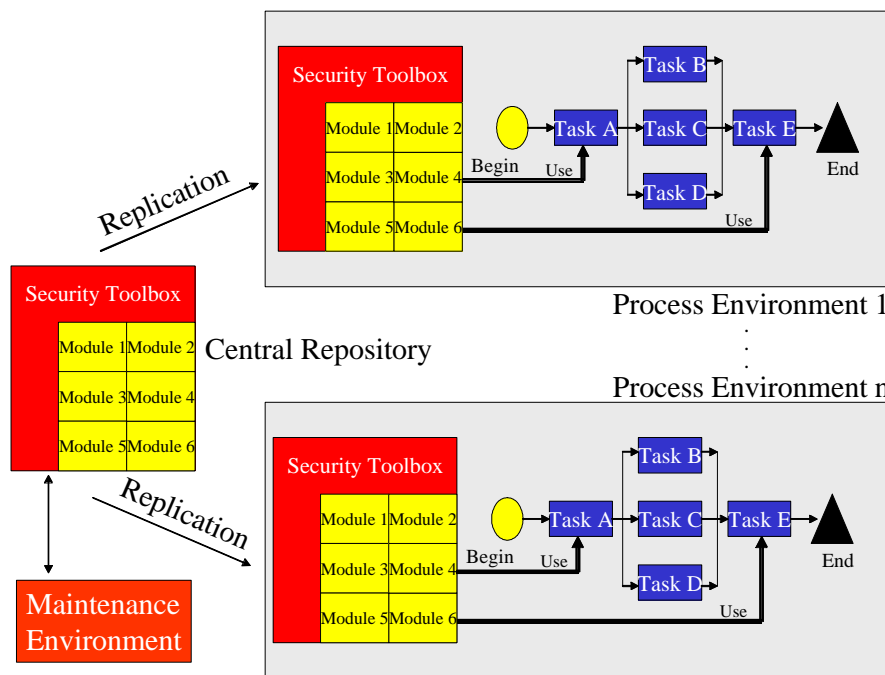 Security Toolbox
Module 1
Module 2
Module 3
Module 4
Module 5
Module 6
Begin
Use
Task A
Task B
Task C
Task D
Task E
Use
End
Replication
Process Environment 1
Security Toolbox
Module 1
Module 2
Module 3
Module 4
Module 5
Module 6
Central Repository
Process Environment n
Replication
Security Toolbox
Module 1
Module 2
Module 3
Module 4
Module 5
Module 6
Begin
Use
Task A
Task B
Task C
Task D
Task E
Use
End
Maintenance
Environment